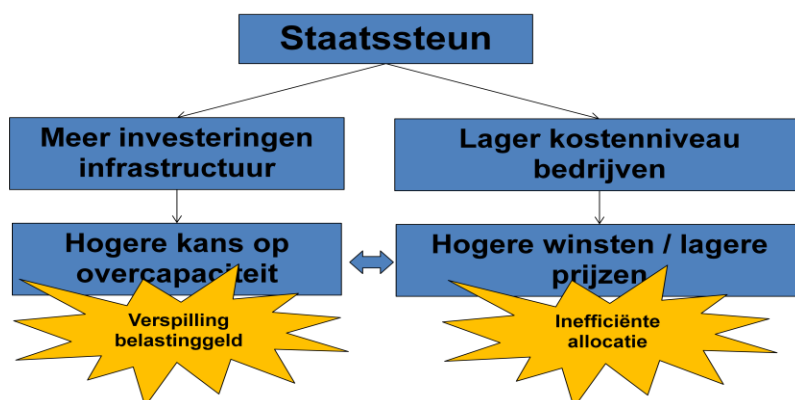 Staatssteun
Meer investeringen
infrastructuur
Lager kostenniveau
bedrijven
Hogere kans op
overcapaciteit
Hogere winsten / lagere
prijzen
Verspilling
belastinggeld
Inefficiënte
allocatie